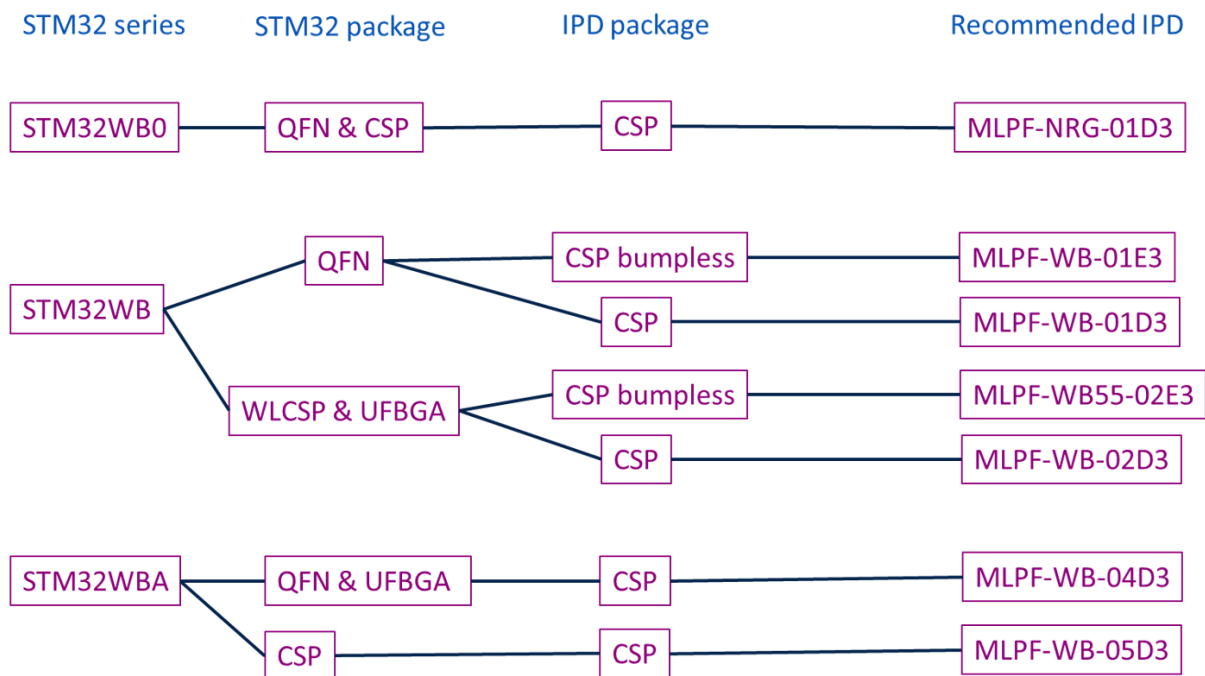 STM32 series STM32 package IPD package Recommended IPD
STM32WB0 QFN & CSP CSP MLPF-NRG-01D3
QFN CSP bumpless MLPF-WB-01E3
STM32WB CSP MLPF-WB-01D3
WLCSP & UFBGA CSP bumpless MLPF-WB55-02E3
CSP MLPF-WB-02D3
STM32WBA QFN & UFBGA CSP MLPF-WB-04D3
CSP CSP MLPF-WB-05D3